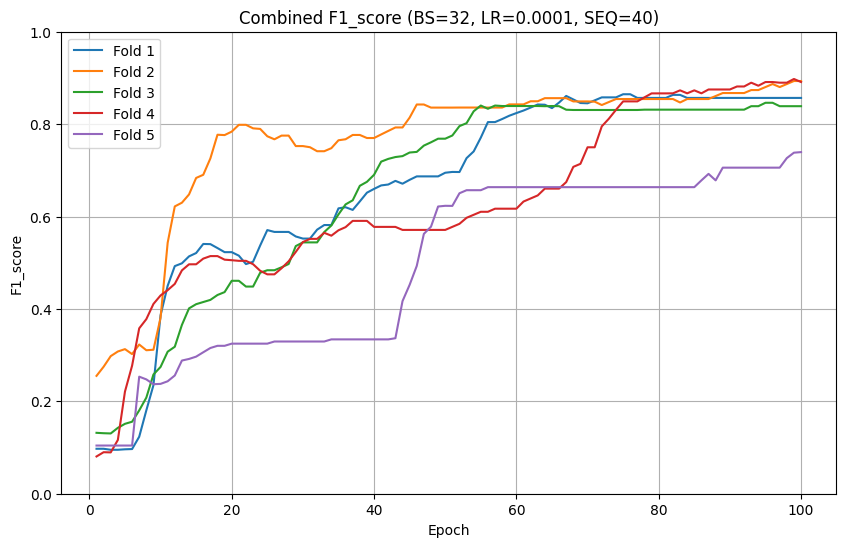 Combined F1_score (BS=32, LR=0.0001, SEQ=40)
Fold 1
Fold 2
Fold 3
Fold 4
Fold 5
1.0
0.8
0.6
0.4
0.2
0.0
F1_score
0 20 40 60 80 100
Epoch